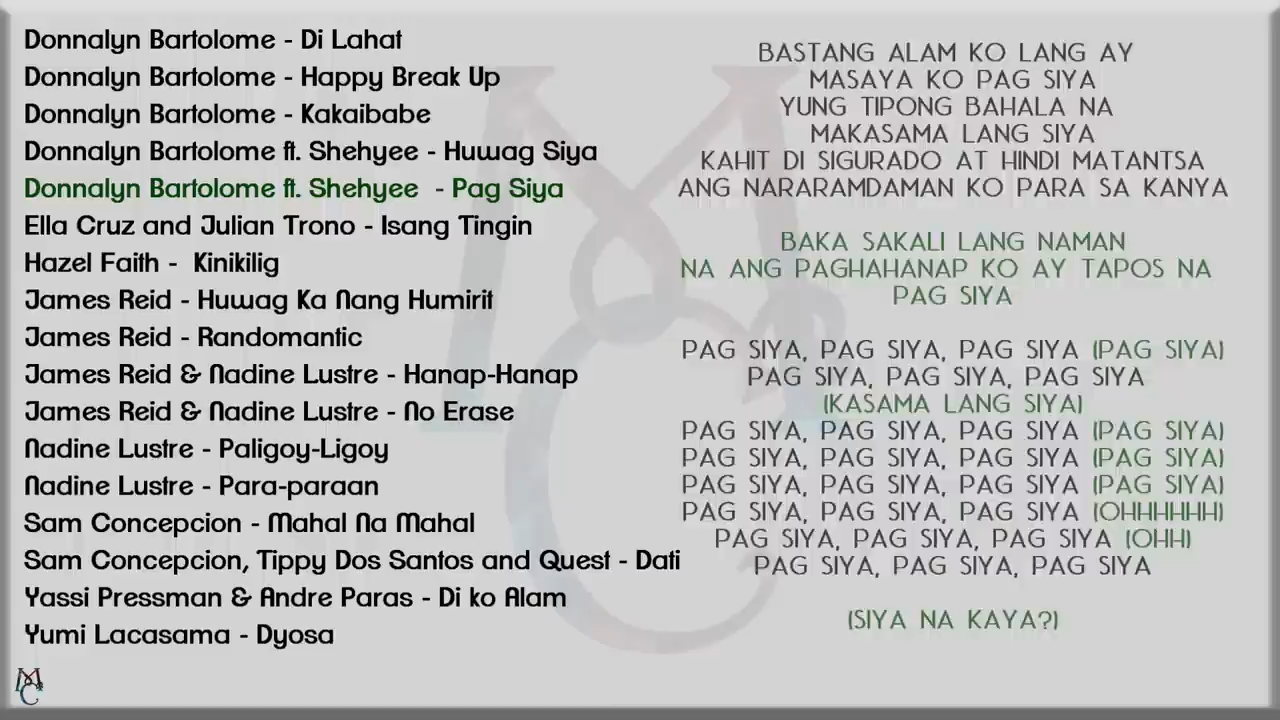 Donnalyn Bartolome - Di Lahat
Donnalyn Bartolome - Happy Break Up
Donnalyn Bartolome - Kakaibabe
Donnalyn Bartolome ft. Shehyee - Huwag Siya
Donnalyn Bartolome ft. Shehyee - Pag Siya
Ella Cruz and Julian Trono - Isang Tingin
Hazel Faith - Kinikilig
James Reid - Huwag Ka Nang Humirit
James Reid - Randomantic
James Reid & Nadine Lustre - Hanap-Hanap
James Reid & Nadine Lustre - No Erase
Nadine Lustre - Paligoy-Ligoy
Nadine Lustre - Para-paraan
Sam Concepcion - Mahal Na Mahal
Sam Concepcion, Tippy Dos Santos and Quest - Dati
Yassi Pressman & Andre Paras - Di ko Alam
Yumi Lacasama - Dyosa
BASTANG ALAM KO LANG AY
MASAYA KO PAG SIYA
YUNG TIPONG BAHALA NA
MAKASAMA LANG SIYA
KAHIT DI SIGURADO AT HINDI MATANTSA
ANG NARARAMDAMAN KO PARA SA KANYA
BAKA SAKALI LANG NAMAN
NA ANG PAGHAHANAP KO AY TAPOS NA
PAG SIYA
PAG SIYA, PAG SIYA, PAG SIYA (PAG SIYA)
PAG SIYA, PAG SIYA, PAG SIYA
(KASAMA LANG SIYA)
PAG SIYA, PAG SIYA, PAG SIYA (PAG SIYA)
PAG SIYA, PAG SIYA, PAG SIYA (PAG SIYA)
PAG SIYA, PAG SIYA, PAG SIYA (PAG SIYA)
PAG SIYA, PAG SIYA, PAG SIYA (OHHHHHH)
PAG SIYA, PAG SIYA, PAG SIYA (OHH)
PAG SIYA, PAG SIYA, PAG SIYA
(SIYA NA KAYA?)
MC